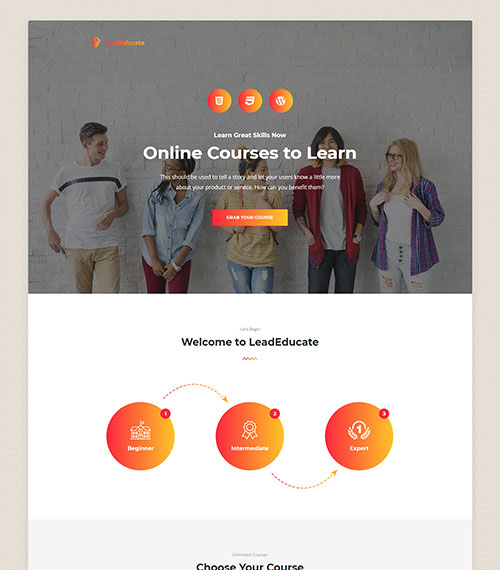 LeadEducate
Learn Great Skills Now
Online Courses to Learn
This should be used to tell a story and let your users know a little more
about your product or service. How can you benefit them?
GRAB YOUR COURSE
Let's Begin
Welcome to LeadEducate
1
2
3
1
Beginner
Intermediate
Expert
Unlimited Courses
Choose Your Course